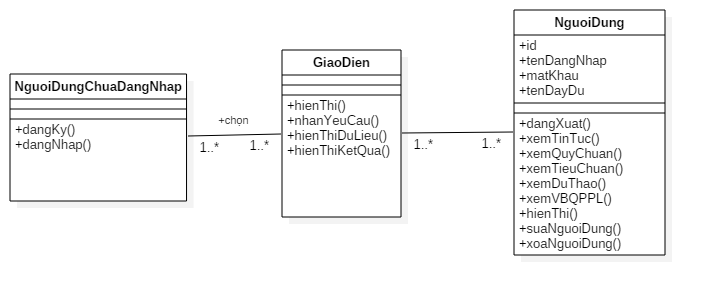 NguoiDungChuaDangNhap
+dangKy()
+dangNhap()
+chọn
1..*
1..*
GiaoDien
+hienThi()
+nhanYeuCau()
+hienThiDuLieu()
+hienThiKetQua()
1..*
1..*
NguoiDung
+id
+tenDangNhap
+matKhau
+tenDayDu
+dangXuat()
+xemTinTuc()
+xemQuyChuan()
+xemTieuChuan()
+xemDuThao()
+xemVBQPPL()
+hienThi()
+suaNguoiDung()
+xoaNguoiDung()